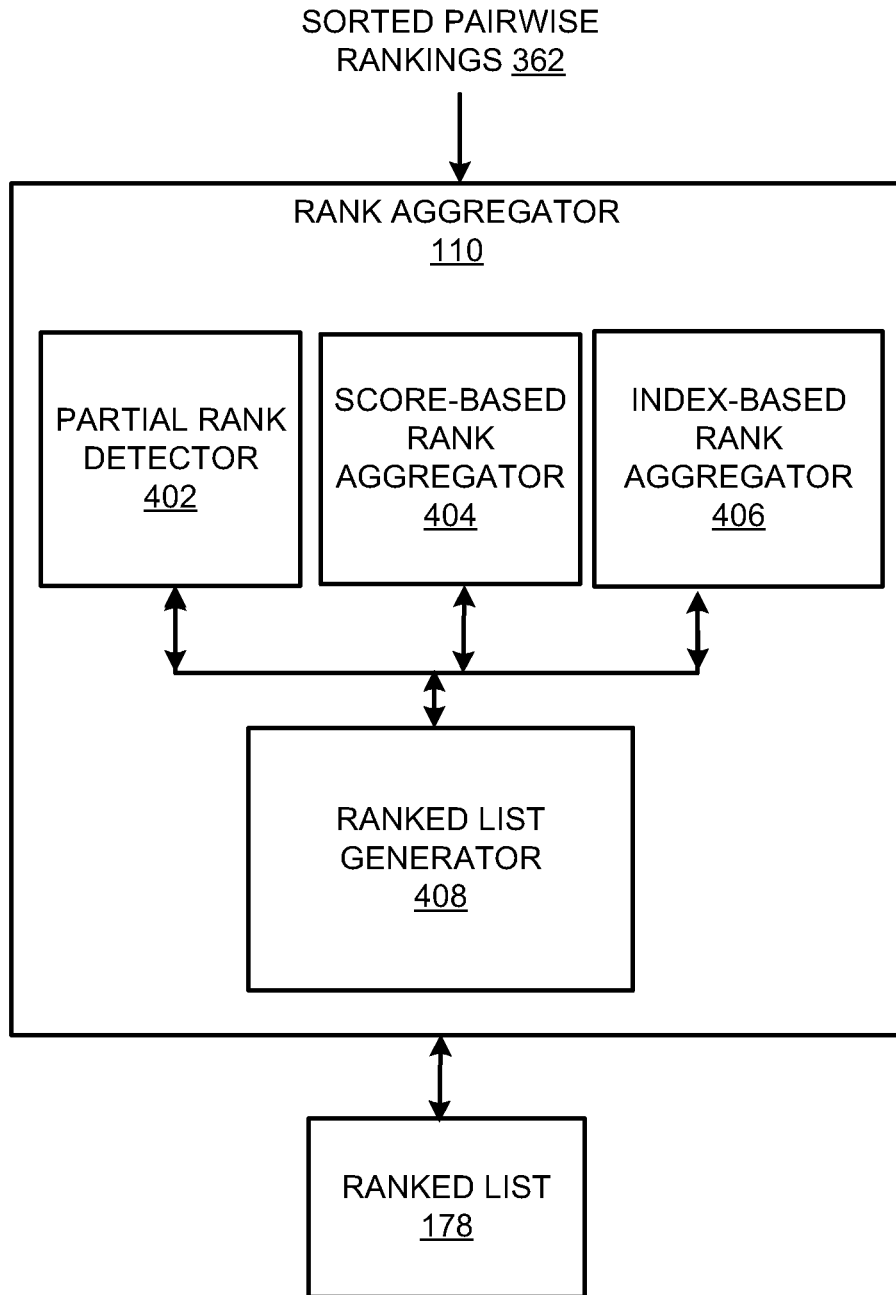 SORTED PAIRWISE
RANKINGS 362
RANK AGGREGATOR
110
PARTIAL RANK
DETECTOR
402
SCORE-BASED
RANK
AGGREGATOR
404
INDEX-BASED
RANK
AGGREGATOR
406
RANKED LIST
GENERATOR
408
RANKED LIST
178